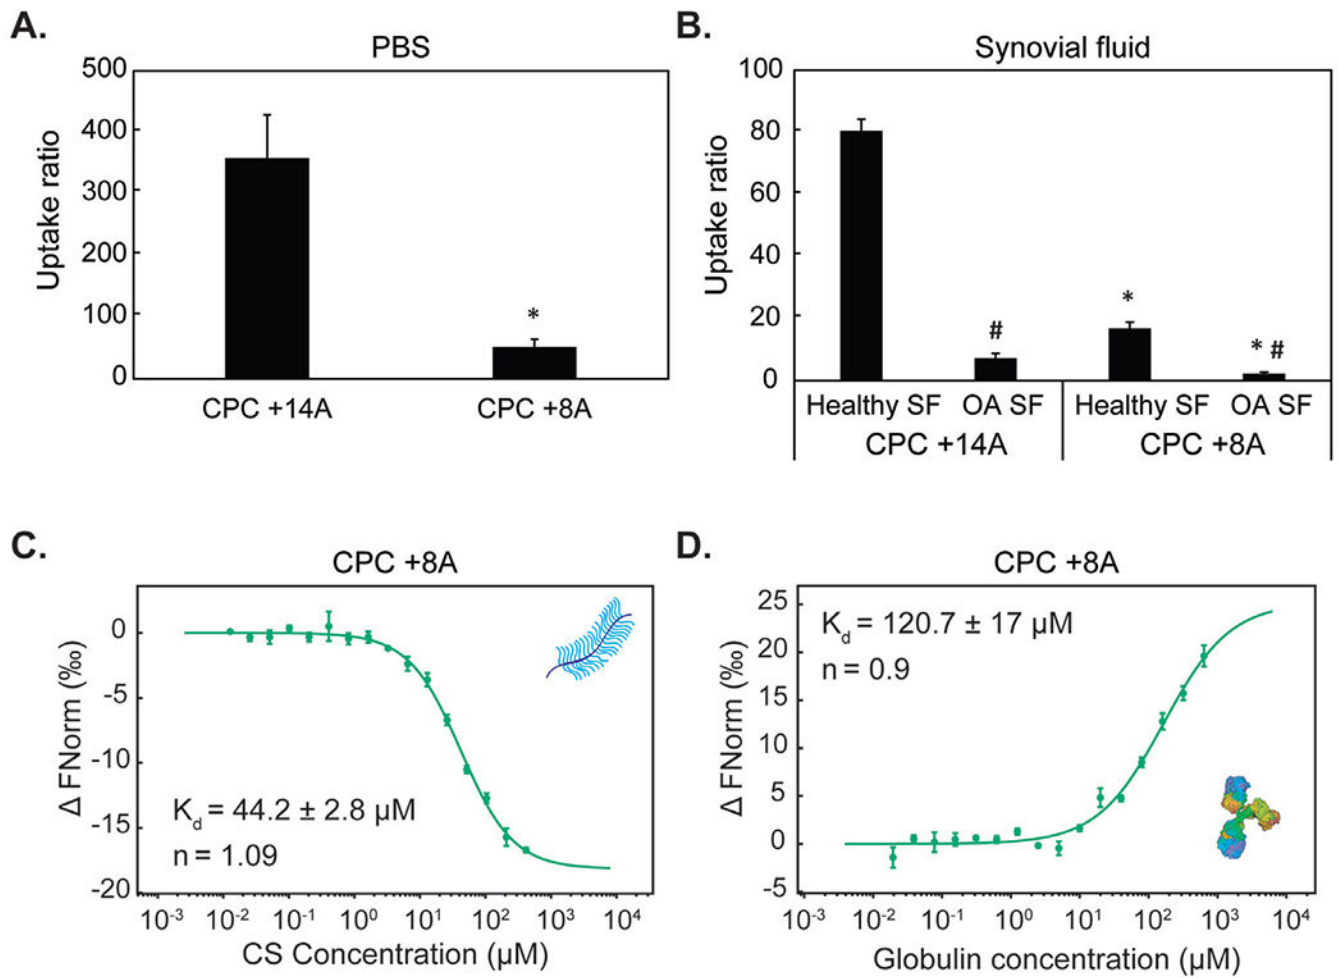 A.
PBS
Uptake ratio
500
400
300
200
100
0
*
CPC +14A
CPC +8A
B.
Synovial fluid
Uptake ratio
100
80
60
40
20
0
#
*
* #
Healthy SF OA SF Healthy SF OA SF
CPC +14A CPC +8A
C.
CPC +8A
Δ FNorm (‰)
0
-5
-10
-15
-20
Kd = 44.2 ± 2.8 µM
n = 1.09
10-3 10-2 10-1 100 101 102 103 104
CS Concentration (µM)
D.
CPC +8A
Δ FNorm (‰)
25
20
15
10
5
0
-5
Kd = 120.7 ± 17 µM
n = 0.9
10-3 10-2 10-1 100 101 102 103 104
Globulin concentration (µM)